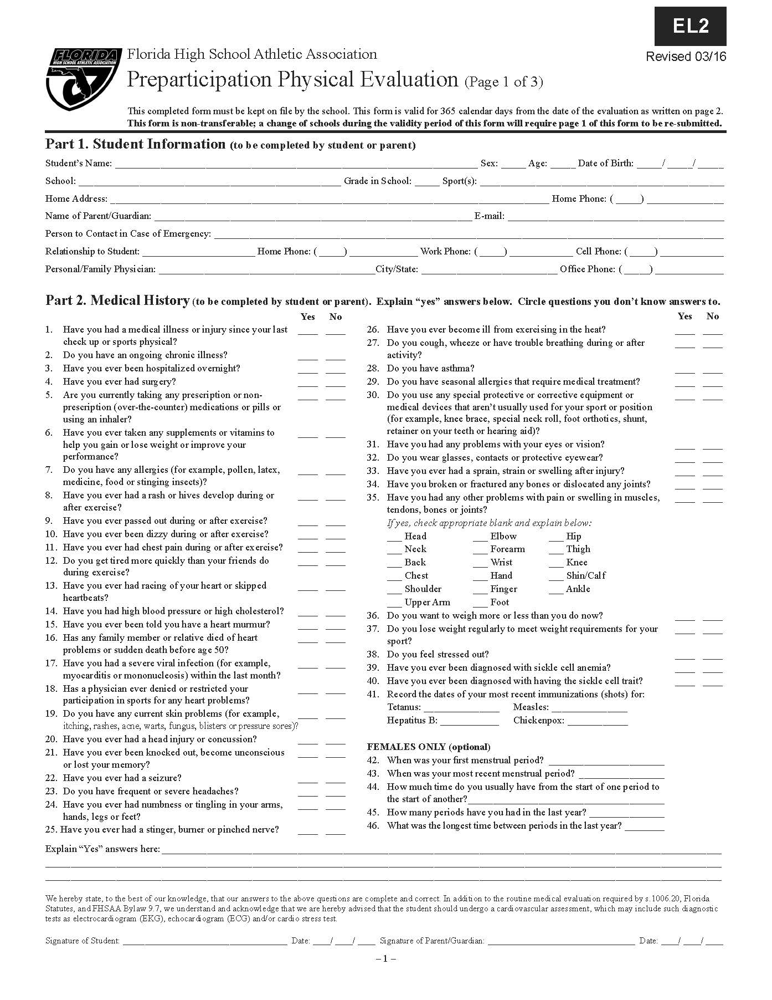 EL2
Revised 03/16
FLORIDA
HIGH SCHOOL ATHLETIC ASSOCIATION
Florida High School Athletic Association
Preparticipation Physical Evaluation (Page 1 of 3)
This completed form must be kept on file by the school. This form is valid for 365 calendar days from the date of the evaluation as written on page 2.
This form is non-transferable; a change of schools during the validity period of this form will require page 1 of this form to be re-submitted.
Part 1. Student Information (to be completed by student or parent)
Student's Name: ____ Sex: ____ Age: ____ Date of Birth: ____/ ____/ ____
School: ____ Grade in School: ____ Sport(s): ____
Home Address: ____ Home Phone: ( ____) ____
Name of Parent/Guardian: ____ E-mail: ____
Person to Contact in Case of Emergency: ____
Relationship to Student: ____ Home Phone: ( ____) ____ Work Phone: ( ____) ____ Cell Phone: ( ____) ____
Personal/Family Physician: ____City/State: ____ Office Phone: ( ____) ____
Part 2. Medical History (to be completed by student or parent). Explain “yes” answers below. Circle questions you don’t know answers to.
Yes No
1. Have you had a medical illness or injury since your last ____ ____
check up or sports physical?
2. Do you have an ongoing chronic illness? ____ ____
3. Have you ever been hospitalized overnight? ____ ____
4. Have you ever had surgery? ____ ____
5. Are you currently taking any prescription or non- ____ ____
prescription (over-the-counter) medications or pills or
using an inhaler?
6. Have you ever taken any supplements or vitamins to ____ ____
help you gain or lose weight or improve your
performance?
7. Do you have any allergies (for example, pollen, latex, ____ ____
medicine, food or stinging insects)?
8. Have you ever had a rash or hives develop during or ____ ____
after exercise?
9. Have you ever passed out during or after exercise? ____ ____
10. Have you ever been dizzy during or after exercise? ____ ____
11. Have you ever had chest pain during or after exercise? ____ ____
12. Do you get tired more quickly than your friends do ____ ____
during exercise?
13. Have you ever had racing of your heart or skipped ____ ____
heartbeats?
14. Have you had high blood pressure or high cholesterol? ____ ____
15. Have you ever been told you have a heart murmur? ____ ____
16. Has any family member or relative died of heart ____ ____
problems or sudden death before age 50?
17. Have you had a severe viral infection (for example, ____ ____
myocarditis or mononucleosis) within the last month?
18. Has a physician ever denied or restricted your ____ ____
participation in sports for any heart problems?
19. Do you have any current skin problems (for example, ____ ____
itching, rashes, acne, warts, fungus, blisters or pressure sores)?
20. Have you ever had a head injury or concussion? ____ ____
21. Have you ever been knocked out, become unconscious ____ ____
or lost your memory?
22. Have you ever had a seizure? ____ ____
23. Do you have frequent or severe headaches? ____ ____
24. Have you ever had numbness or tingling in your arms, ____ ____
hands, legs or feet?
25. Have you ever had a stinger, burner or pinched nerve? ____ ____
Yes No
26. Have you ever become ill from exercising in the heat? ____ ____
27. Do you cough, wheeze or have trouble breathing during or after ____ ____
activity?
28. Do you have asthma? ____ ____
29. Do you have seasonal allergies that require medical treatment? ____ ____
30. Do you use any special protective or corrective equipment or ____ ____
medical devices that aren’t usually used for your sport or position
(for example, knee brace, special neck roll, foot orthotics, shunt,
retainer on your teeth or hearing aid)?
31. Have you had any problems with your eyes or vision? ____ ____
32. Do you wear glasses, contacts or protective eyewear? ____ ____
33. Have you ever had a sprain, strain or swelling after injury? ____ ____
34. Have you broken or fractured any bones or dislocated any joints? ____ ____
35. Have you had any other problems with pain or swelling in muscles, ____ ____
tendons, bones or joints?
If yes, check appropriate blank and explain below:
___ Head ___ Elbow ___ Hip
___ Neck ___ Forearm ___ Thigh
___ Back ___ Wrist ___ Knee
___ Chest ___ Hand ___ Shin/Calf
___ Shoulder ___ Finger ___ Ankle
___ Upper Arm ___ Foot
36. Do you want to weigh more or less than you do now? ____ ____
37. Do you lose weight regularly to meet weight requirements for your ____ ____
sport?
38. Do you feel stressed out? ____ ____
39. Have you ever been diagnosed with sickle cell anemia? ____ ____
40. Have you ever been diagnosed with having the sickle cell trait? ____ ____
41. Record the dates of your most recent immunizations (shots) for:
Tetanus: ____ Measles: ____
Hepatitus B: ____ Chickenpox: ____
FEMALES ONLY (optional)
42. When was your first menstrual period? ____
43. When was your most recent menstrual period? ____
44. How much time do you usually have from the start of one period to
the start of another?____
45. How many periods have you had in the last year? ____
46. What was the longest time between periods in the last year? ____
Explain “Yes” answers here:____
____
____
We hereby state, to the best of our knowledge, that our answers to the above questions are complete and correct. In addition to the routine medical evaluation required by s.1006.20, Florida
Statutes, and FHSAA Bylaw 9.7, we understand and acknowledge that we are hereby advised that the student should undergo a cardiovascular assessment, which may include such diagnostic
tests as electrocardiogram (EKG), echocardiogram (ECG) and/or cardio stress test.
Signature of Student: ____ Date: ____/ ____/ ____ Signature of Parent/Guardian: ____ Date: ____/ ____/ ____
– 1 –